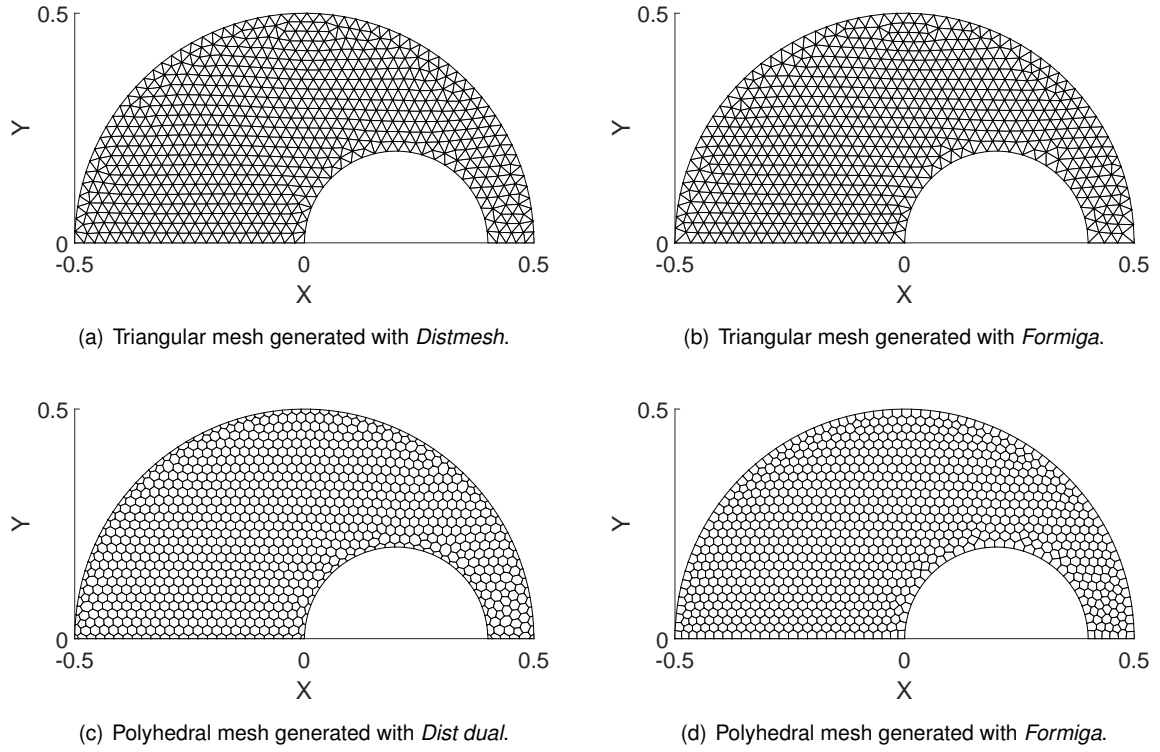 0.5
Y
0
-0.5 0 0.5
X
(a) Triangular mesh generated with Distmesh.
0.5
Y
0
-0.5 0 0.5
X
(b) Triangular mesh generated with Formiga.
0.5
Y
0
-0.5 0 0.5
X
(c) Polyhedral mesh generated with Dist dual.
0.5
Y
0
-0.5 0 0.5
X
(d) Polyhedral mesh generated with Formiga.